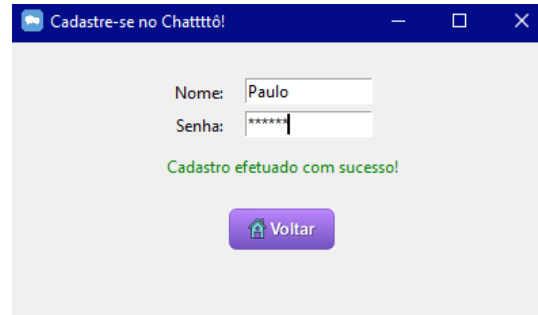 Cadastre-se no Chattttô!
Nome: Paulo
Senha: ******
Cadastro efetuado com sucesso!
Voltar